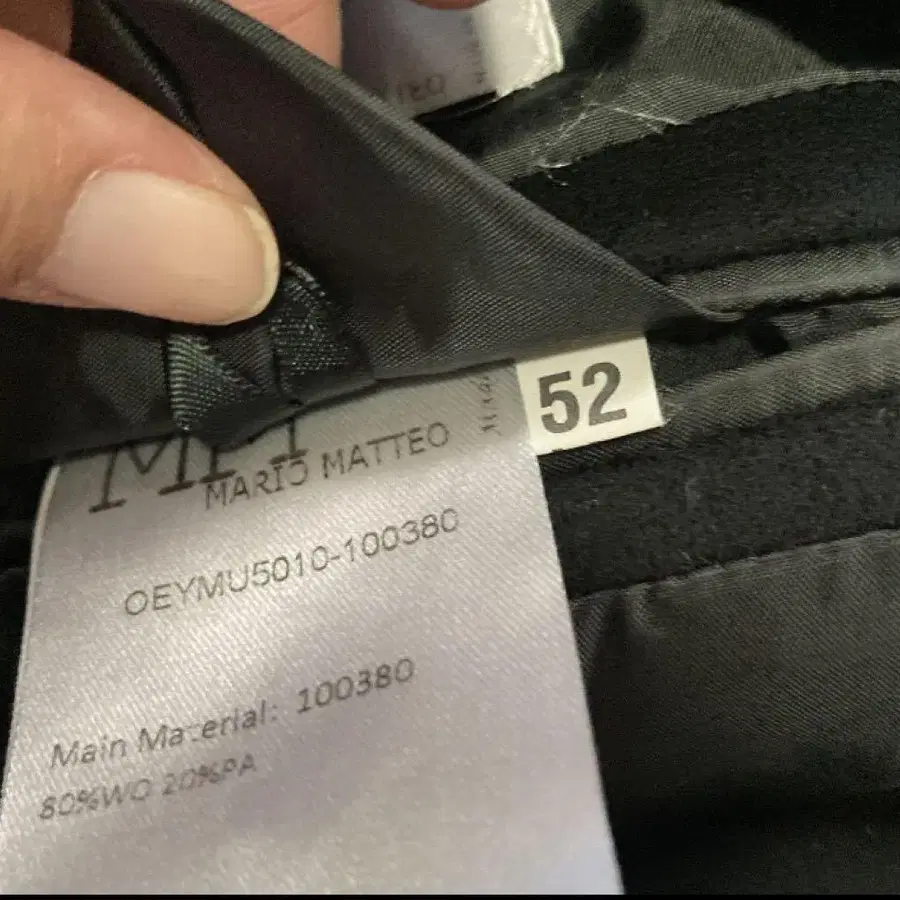 52
MARIO MATTEO
OEYMU5010-100380
Main Material: 100380
80%WO 20%PA